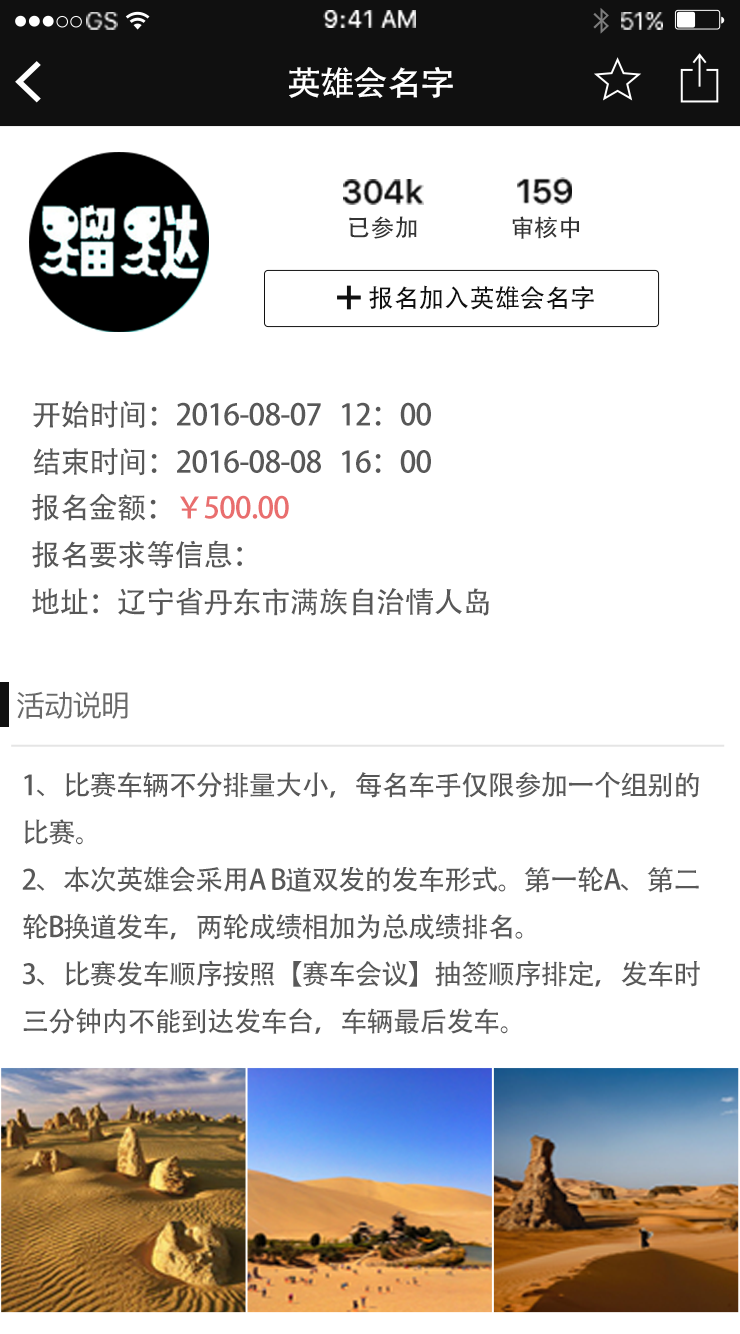 GS 9:41 AM 51%
英雄会名字
蹓跶
304k 159
已参加 审核中
+ 报名加入英雄会名字
开始时间：2016-08-07 12：00
结束时间：2016-08-08 16：00
报名金额：￥500.00
报名要求等信息：
地址：辽宁省丹东市满族自治情人岛
活动说明
1、比赛车辆不分排量大小，每名车手仅限参加一个组别的
比赛。
2、本次英雄会采用AB道双发的发车形式。第一轮A、第二
轮B换道发车，两轮成绩相加为总成绩排名。
3、比赛发车顺序按照【赛车会议】抽签顺序排定，发车时
三分钟内不能到达发车台，车辆最后发车。